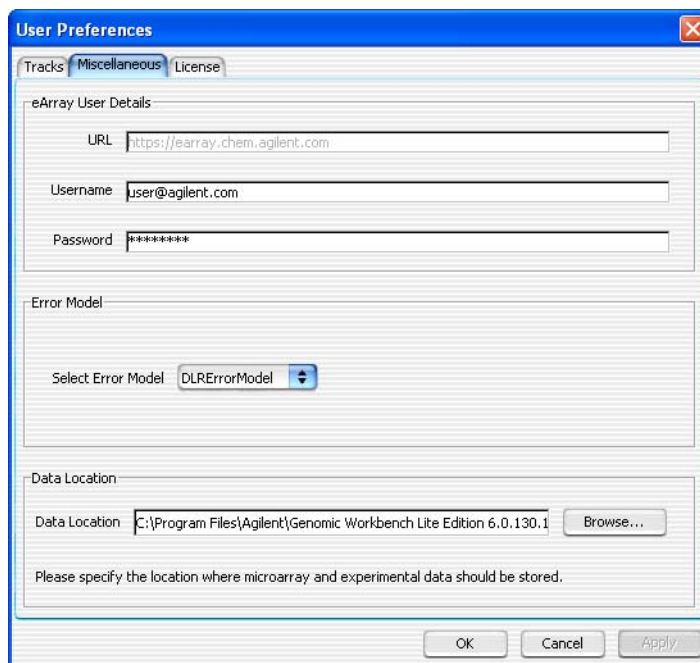 User Preferences
Tracks Miscellaneous License
eArray User Details
URL https://earray.chem.agilent.com
Username user@agilent.com
Password ********
Error Model
Select Error Model DLRErrorModel
Data Location
Data Location C:\Program Files\Agilent\Genomic Workbench Lite Edition 6.0.130.1 Browse...
Please specify the location where microarray and experimental data should be stored.
OK Cancel Apply